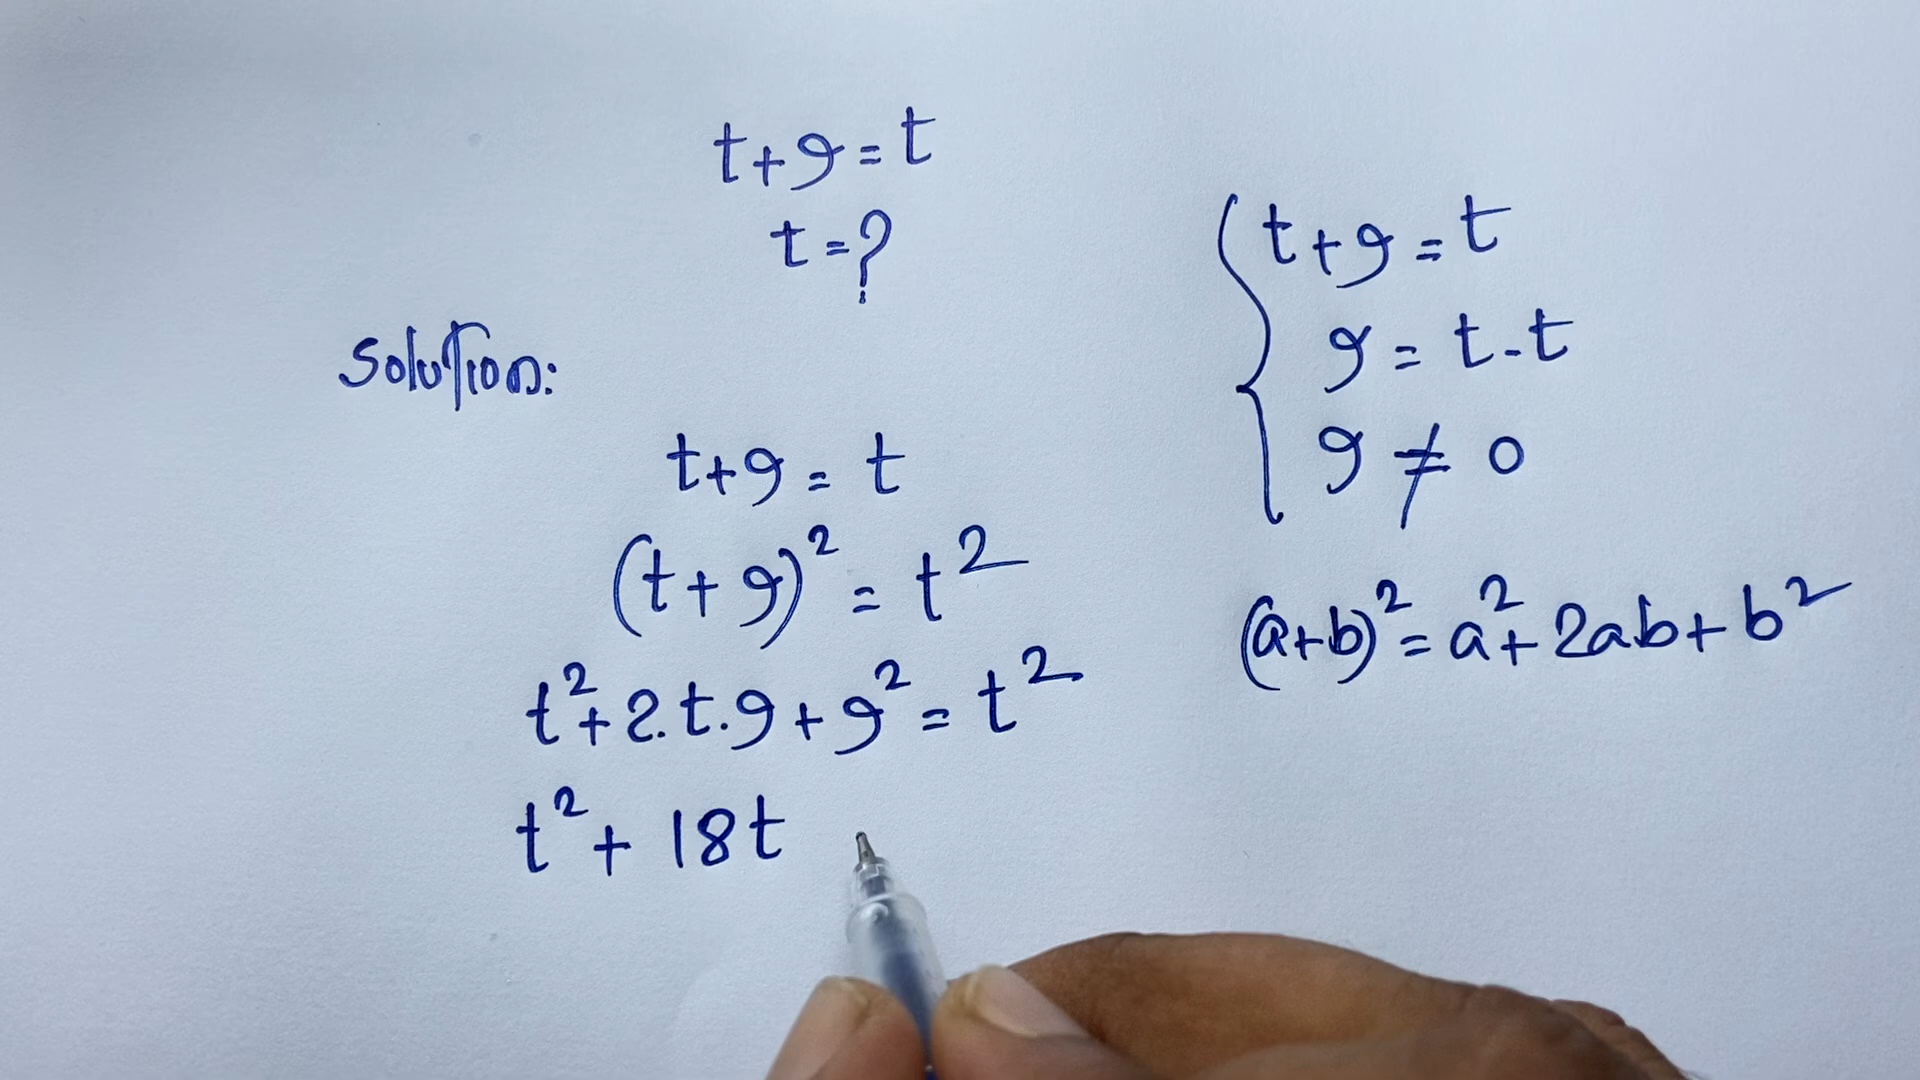 t+9=t
t=?
Solution:
t+9=t
(t+9)²=t²
t²+2.t.9+9²=t²
t²+18t
t+9=t
9=t-t
9≠0
(a+b)²=a²+2ab+b²